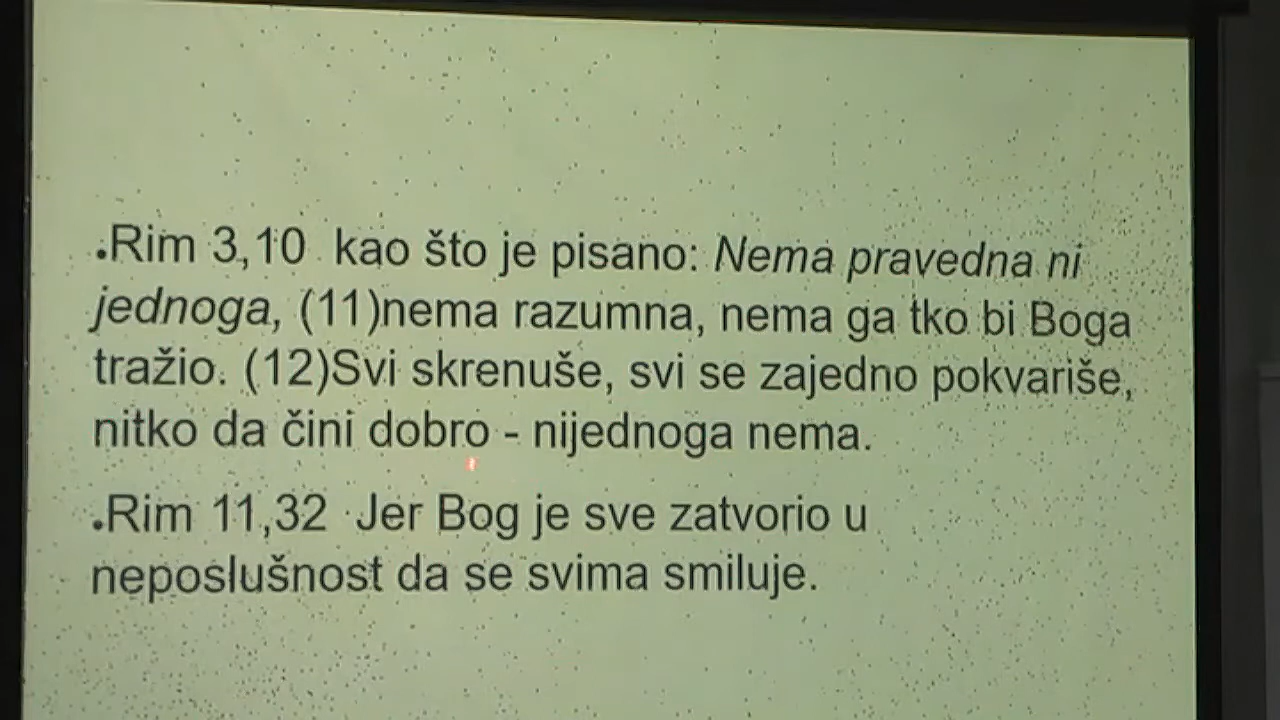 •Rim 3,10 kao što je pisano: Nema pravedna ni
jednoga, (11)nema razumna, nema ga tko bi Boga
tražio. (12)Svi skrenuše, svi se zajedno pokvariše,
nitko da čini dobro - nijednoga nema.
•Rim 11,32 Jer Bog je sve zatvorio u
neposlušnost da se svima smiluje.